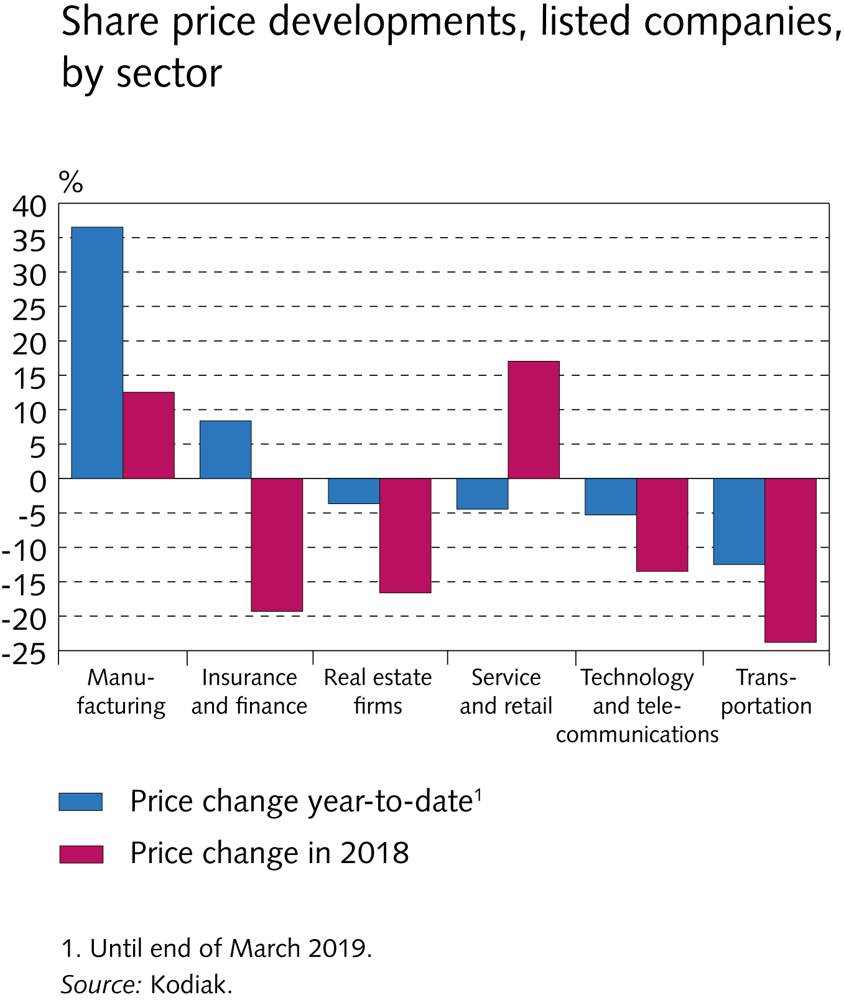 Share price developments, listed companies,
by sector
%
40
35
30
25
20
15
10
5
0
-5
-10
-15
-20
-25
Manu-
facturing
Insurance
and finance
Real estate
firms
Service
and retail
Technology
and tele-
communications
Trans-
portation
Price change year-to-date¹
Price change in 2018
1. Until end of March 2019.
Source: Kodiak.